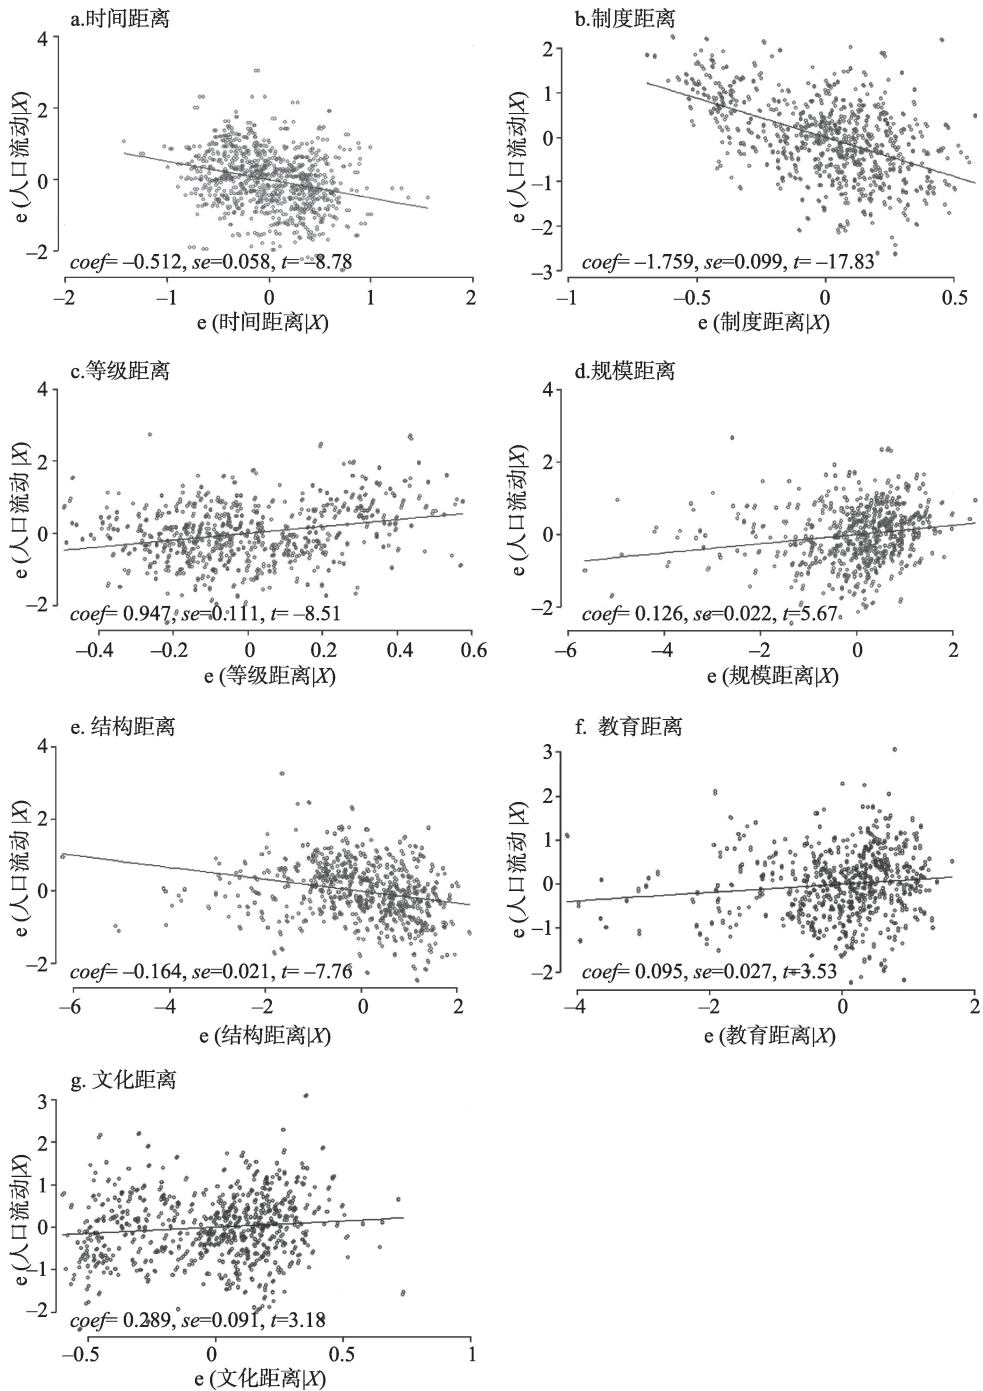 a.时间距离
4
2
0
–2
e (人口流动|X)
coef= –0.512, se=0.058, t= –8.78
–2 –1 0 1 2
e (时间距离|X)
b.制度距离
2
1
0
–1
–2
–3
e (人口流动|X)
coef= –1.759, se=0.099, t= –17.83
–1 –0.5 0 0.5
e (制度距离|X)
c.等级距离
4
2
0
–2
e (人口流动 |X)
coef= 0.947, se=0.111, t= –8.51
–0.4 –0.2 0 0.2 0.4 0.6
e (等级距离|X)
d.规模距离
4
2
0
–2
e (人口流动|X)
coef= 0.126, se=0.022, t=5.67
–6 –4 –2 0 2
e (规模距离|X)
e. 结构距离
4
2
0
–2
e (人口流动 |X)
coef= –0.164, se=0.021, t= –7.76
–6 –4 –2 0 2
e (结构距离|X)
f. 教育距离
3
2
1
0
–1
–2
e (人口流动 |X)
coef= 0.095, se=0.027, t=3.53
–4 –2 0 2
e (教育距离|X)
g. 文化距离
3
2
1
0
–1
–2
e (人口流动|X)
coef= 0.289, se=0.091, t=3.18
–0.5 0 0.5 1
e (文化距离|X)